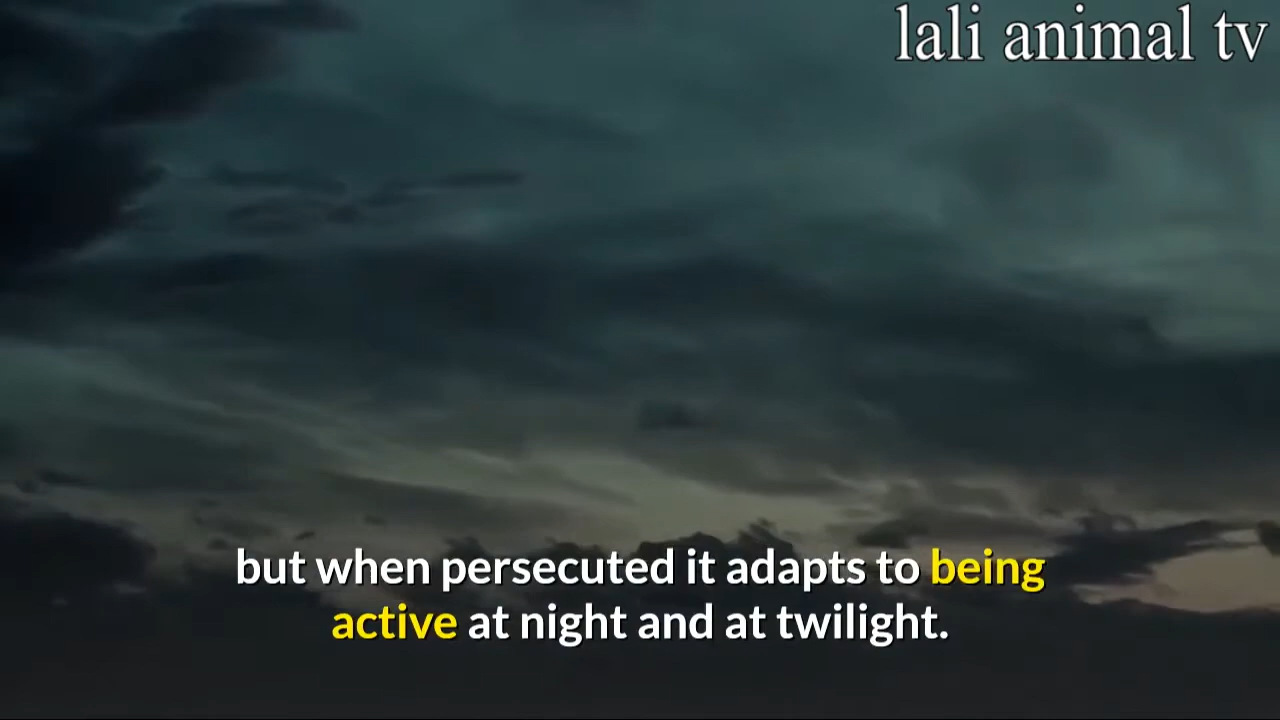 lali animal tv
but when persecuted it adapts to being
active at night and at twilight.